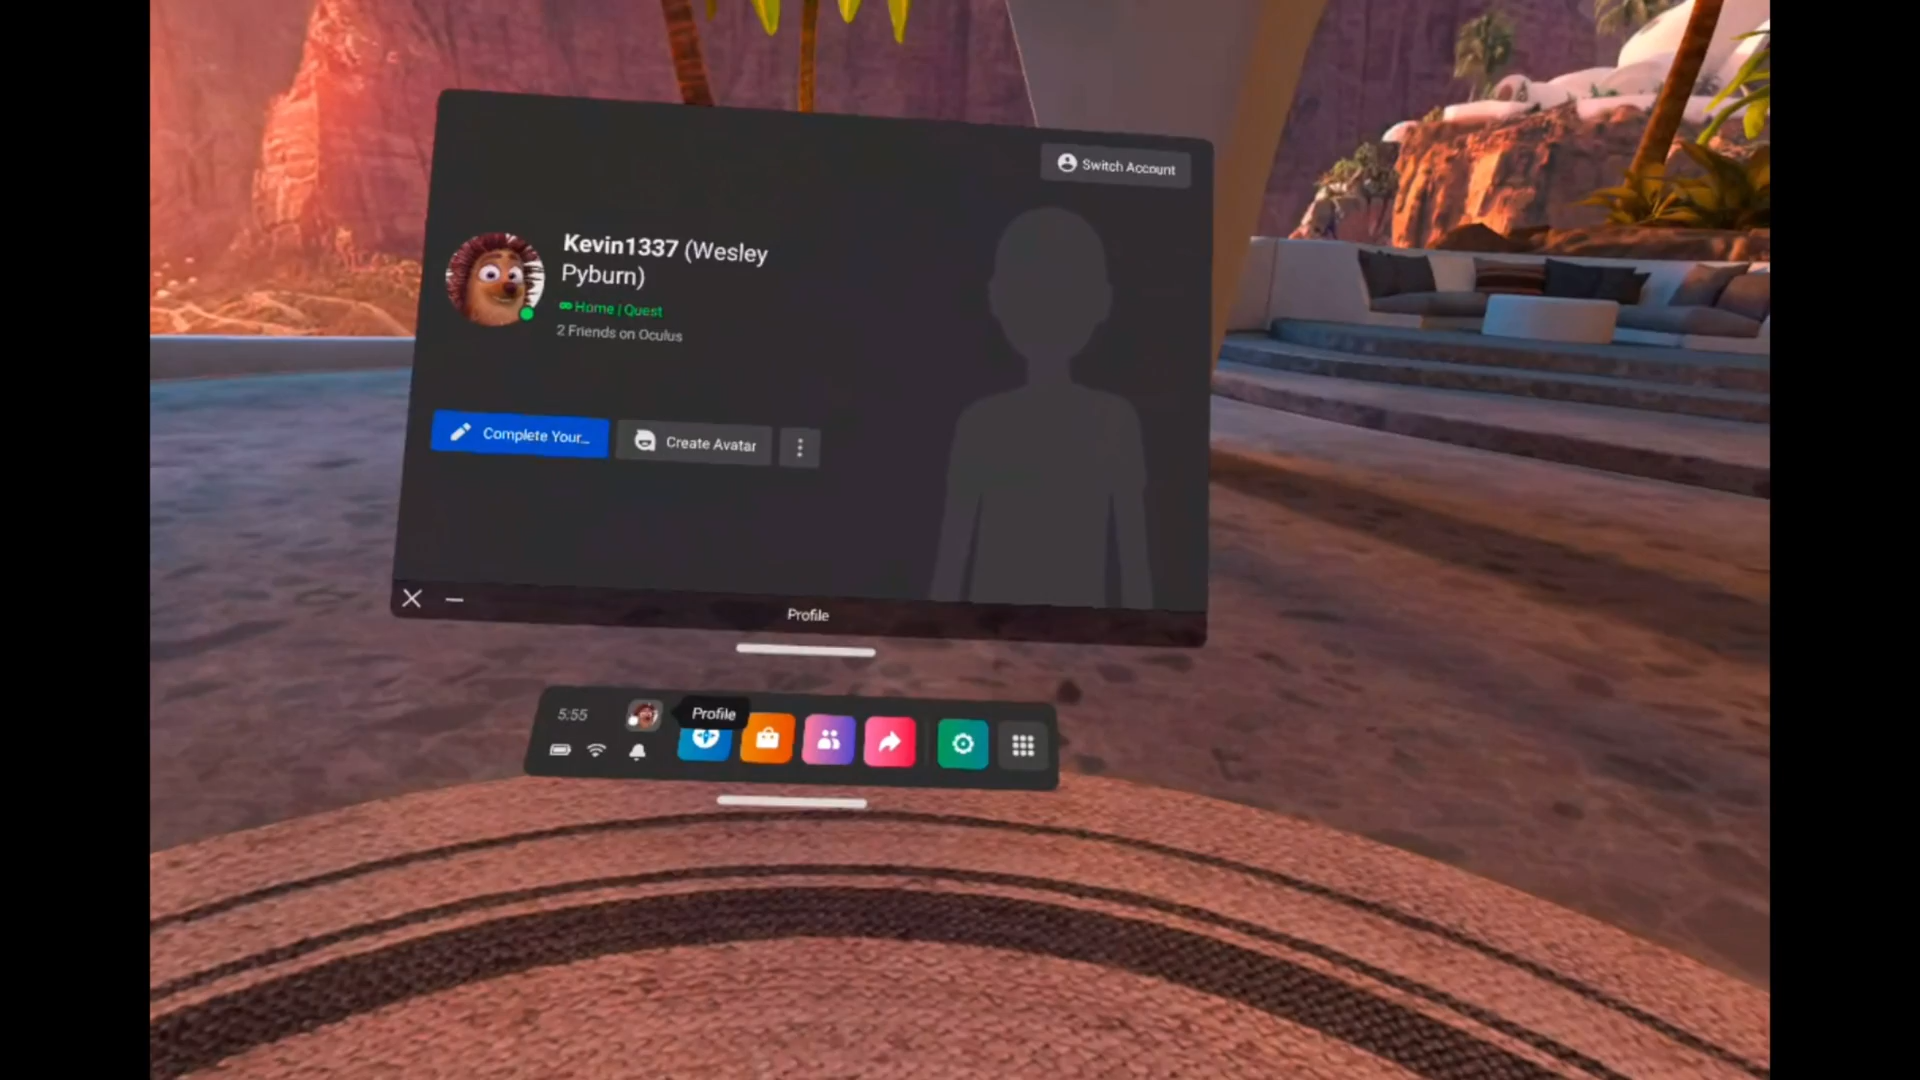 Switch Account
Kevin1337 (Wesley
Pyburn)
Home | Quest
2 Friends on Oculus
Complete Your...
Create Avatar
Profile
5:55
Profile